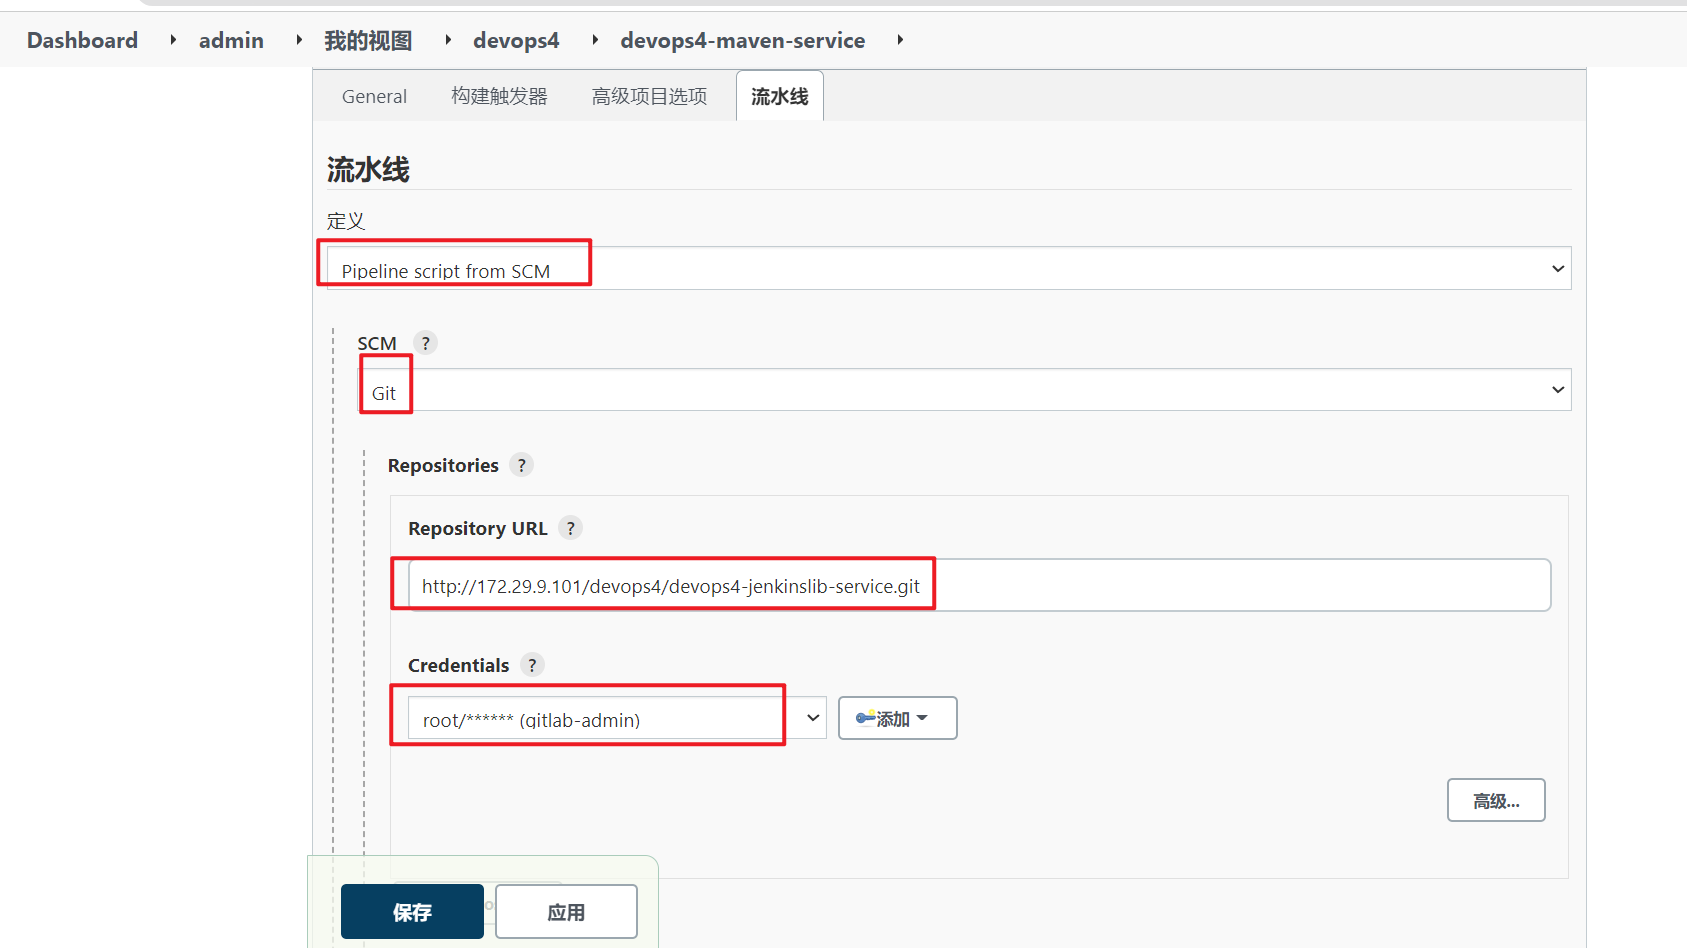 Dashboard admin 我的视图 devops4 devops4-maven-service
General 构建触发器 高级项目选项 流水线
流水线
定义
Pipeline script from SCM
SCM ?
Git
Repositories ?
Repository URL ?
http://172.29.9.101/devops4/devops4-jenkinslib-service.git
Credentials ?
root/****** (gitlab-admin)
添加
高级...
保存 应用